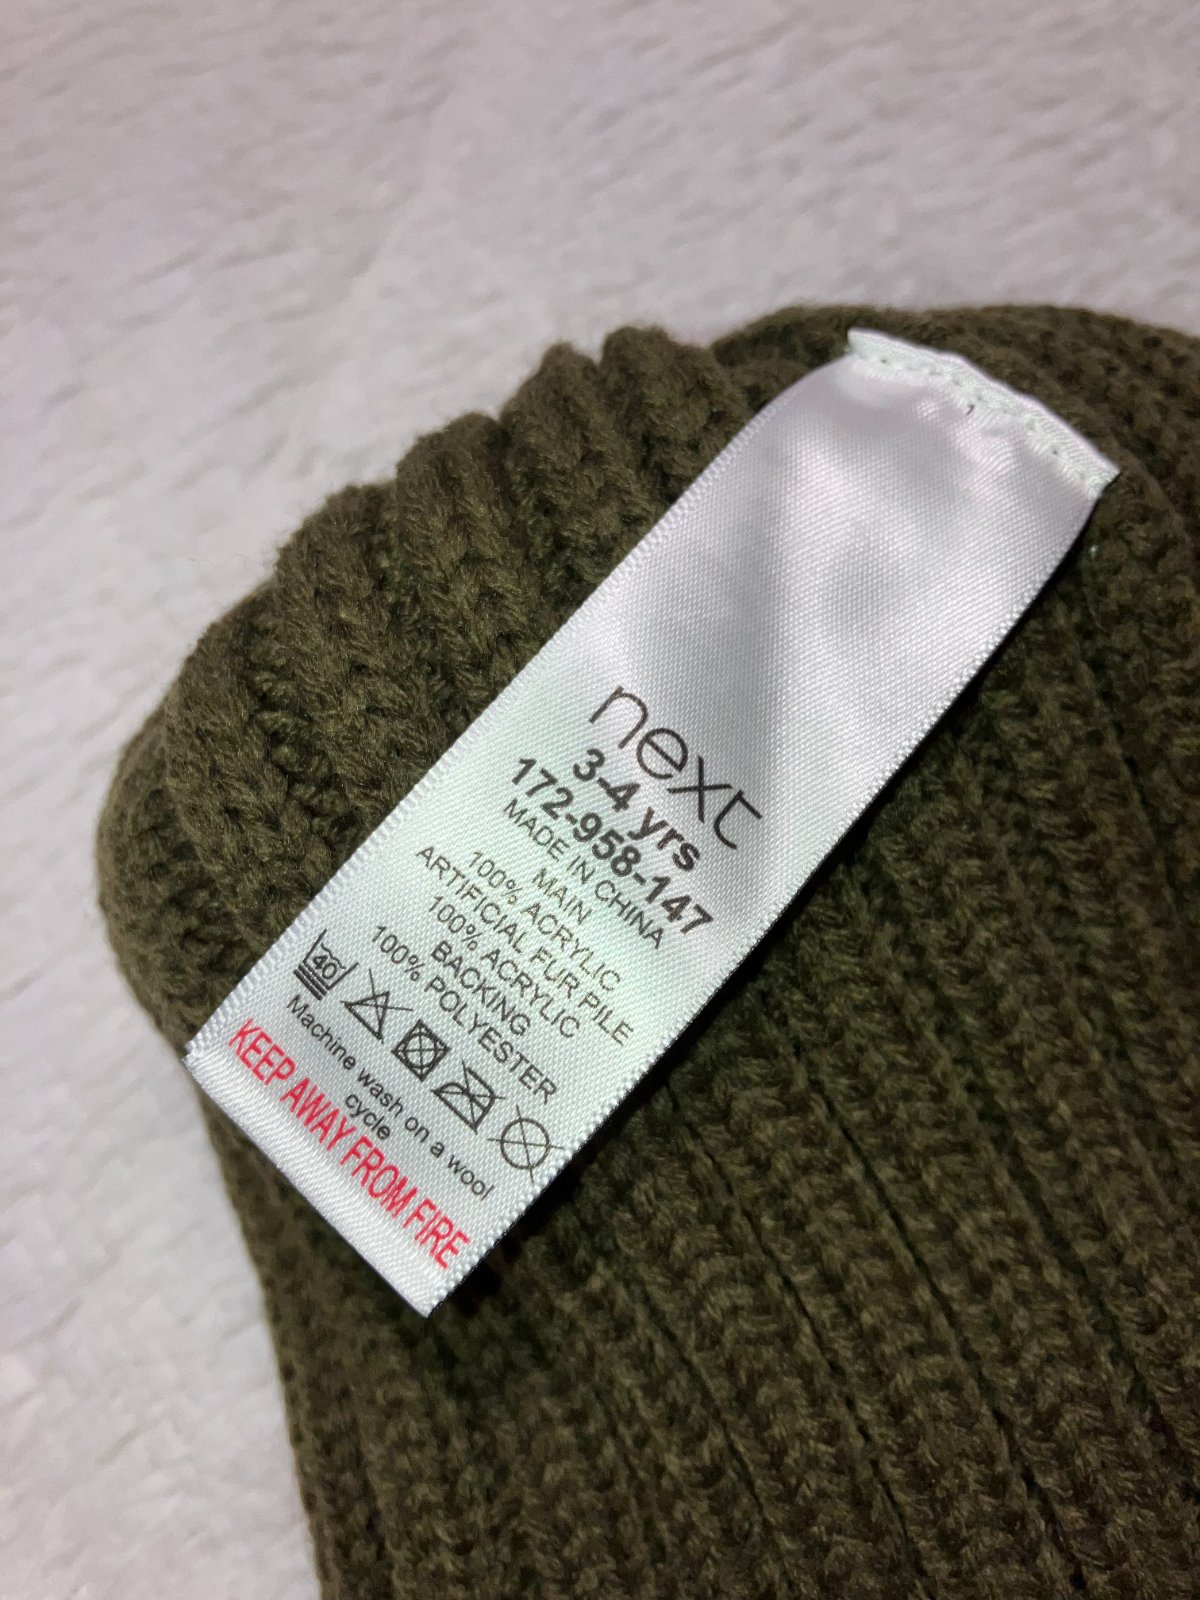 next
3-4 yrs
172-958-147
MADE IN CHINA
MAIN
100% ACRYLIC
ARTIFICIAL FUR PILE
100% ACRYLIC
BACKING
100% POLYESTER
40
Machine wash on a wool
cycle
KEEP AWAY FROM FIRE